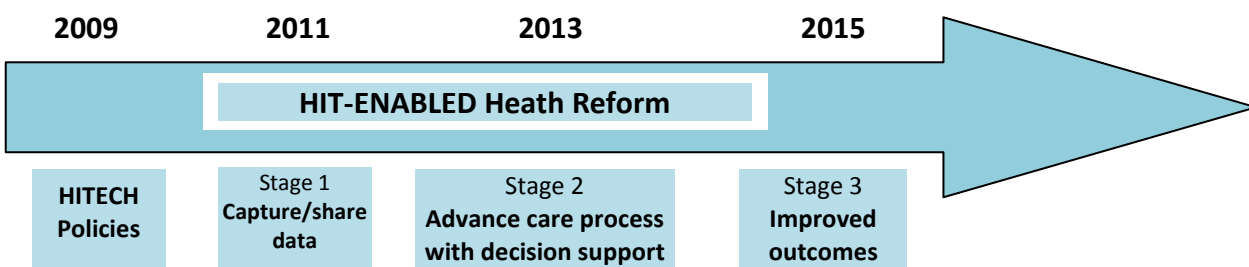 2009 2011 2013 2015
HIT-ENABLED Heath Reform
HITECH
Policies
Stage 1
Capture/share
data
Stage 2
Advance care process
with decision support
Stage 3
Improved
outcomes